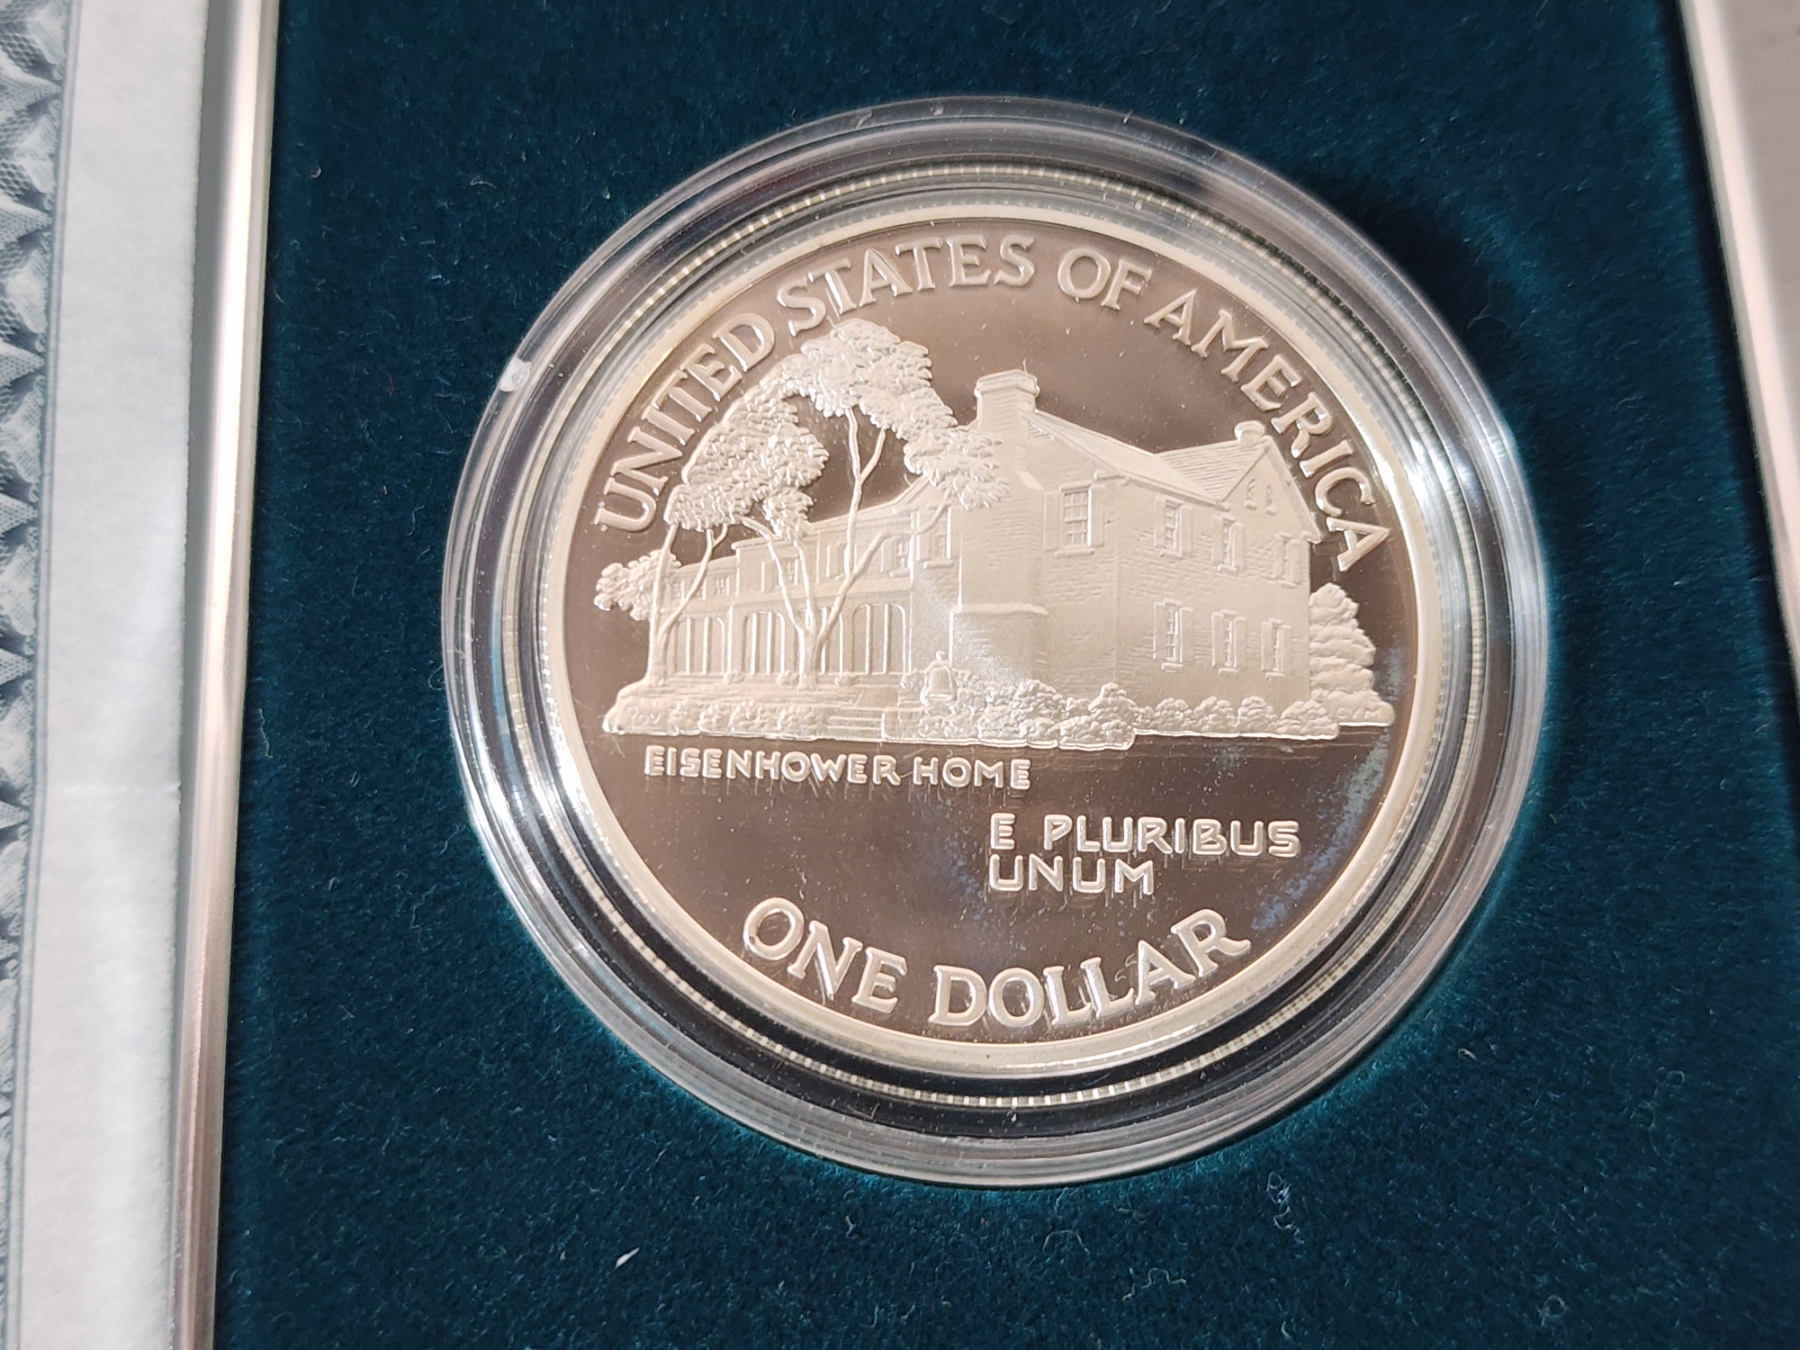 UNITED STATES OF AMERICA
EISENHOWER HOME
E PLURIBUS
UNUM
ONE DOLLAR